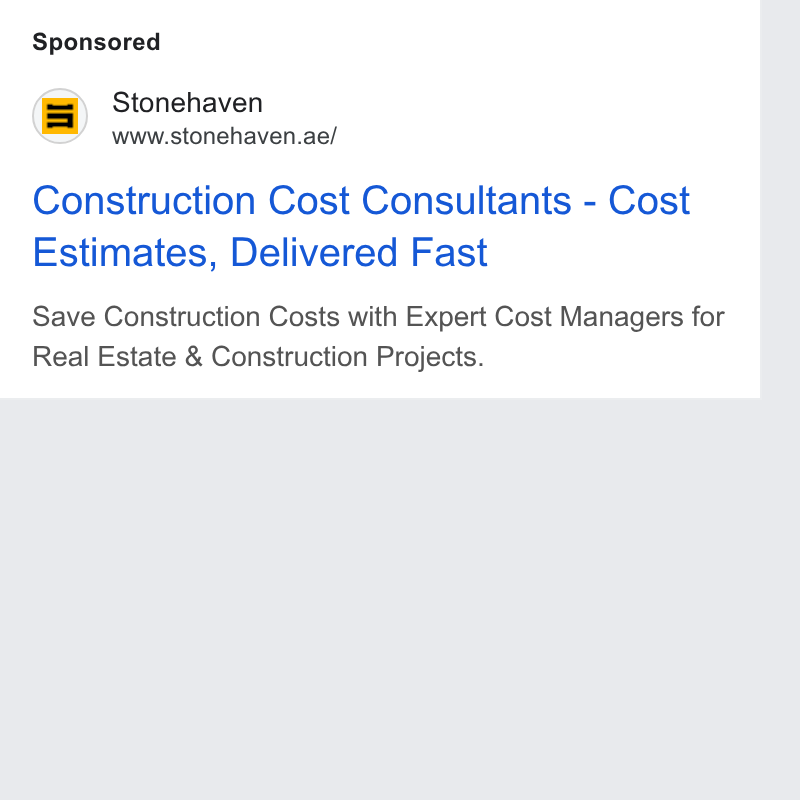 Sponsored
Stonehaven
www.stonehaven.ae/
Construction Cost Consultants - Cost
Estimates, Delivered Fast
Save Construction Costs with Expert Cost Managers for
Real Estate & Construction Projects.